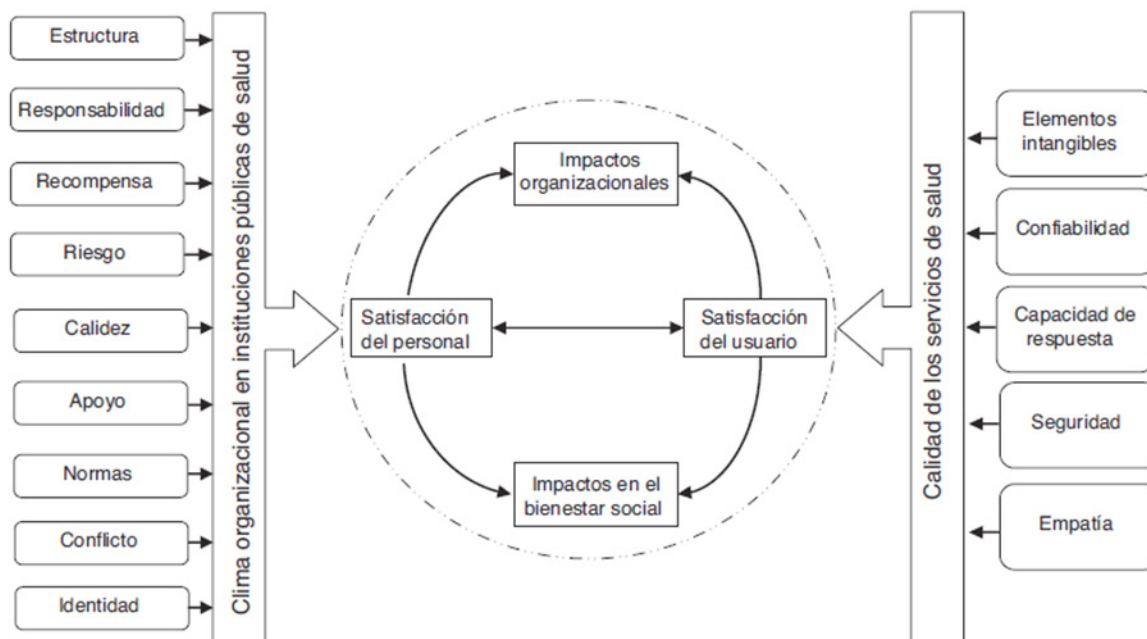 Estructura
Responsabilidad
Recompensa
Riesgo
Calidez
Apoyo
Normas
Conflicto
Identidad
Clima organizacional en instituciones públicas de salud
Impactos
organizacionales
Satisfacción
del personal
Satisfacción
del usuario
Impactos en el
bienestar social
Calidad de los servicios de salud
Elementos
intangibles
Confiabilidad
Capacidad de
respuesta
Seguridad
Empatía